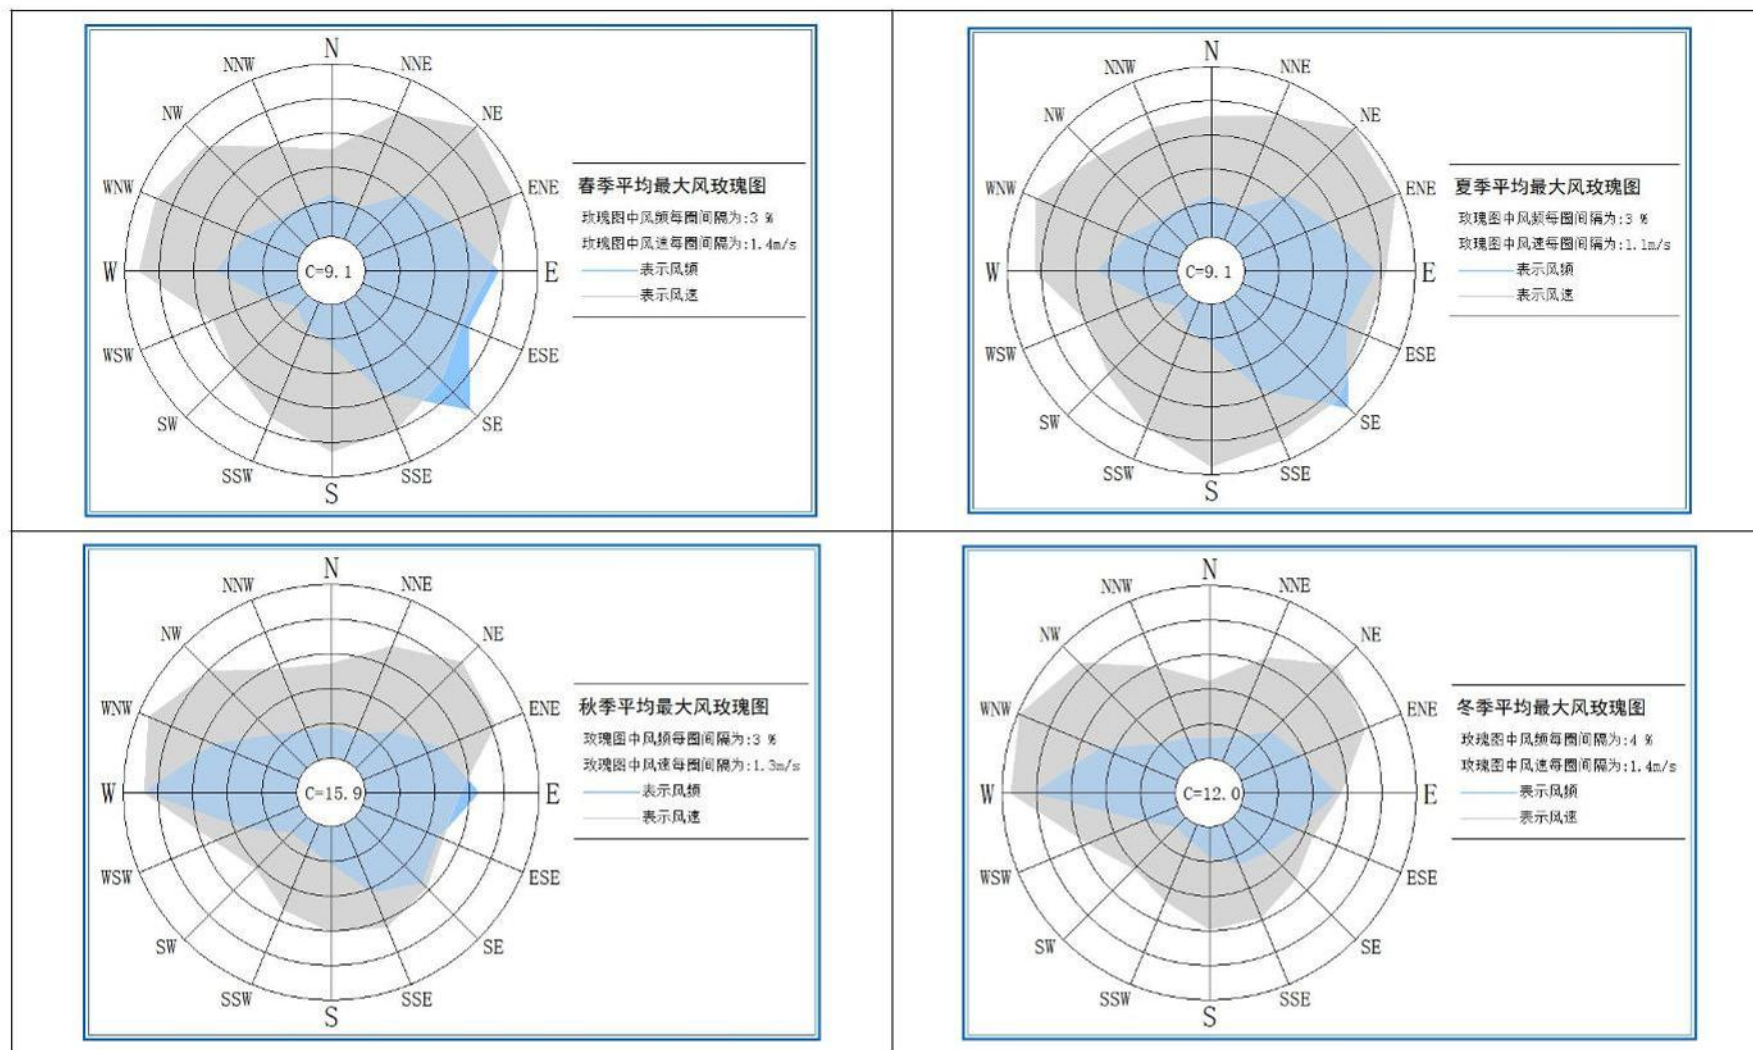 N
NNW
NNE
NW
NE
WNW
ENE
W
C=9.1
E
WSW
ESE
SW
SE
SSW
SSE
S
春季平均最大风玫瑰图
玫瑰图中风频每圈间隔为:3 %
玫瑰图中风速每圈间隔为:1.4m/s
表示风频
表示风速
N
NNW
NNE
NW
NE
WNW
ENE
W
C=9.1
E
WSW
ESE
SW
SE
SSW
SSE
S
夏季平均最大风玫瑰图
玫瑰图中风频每圈间隔为:3 %
玫瑰图中风速每圈间隔为:1.1m/s
表示风频
表示风速
N
NNW
NNE
NW
NE
WNW
ENE
W
C=15.9
E
WSW
ESE
SW
SE
SSW
SSE
S
秋季平均最大风玫瑰图
玫瑰图中风频每圈间隔为:3 %
玫瑰图中风速每圈间隔为:1.3m/s
表示风频
表示风速
N
NNW
NNE
NW
NE
WNW
ENE
W
C=12.0
E
WSW
ESE
SW
SE
SSW
SSE
S
冬季平均最大风玫瑰图
玫瑰图中风频每圈间隔为:4 %
玫瑰图中风速每圈间隔为:1.4m/s
表示风频
表示风速